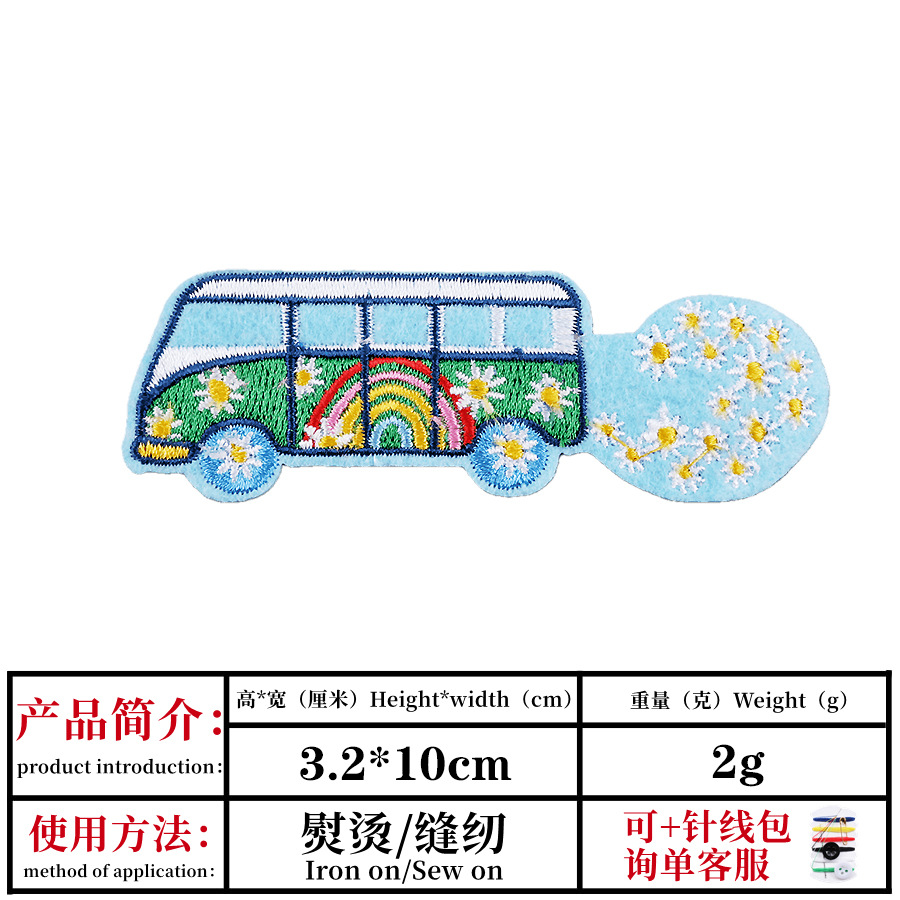 产品简介：
product introduction：
高*宽（厘米）Height*width（cm）
重量（克）Weight（g）
3.2*10cm
2g
使用方法：
method of application：
熨烫/缝纫
Iron on/Sew on
可+针线包
询单客服